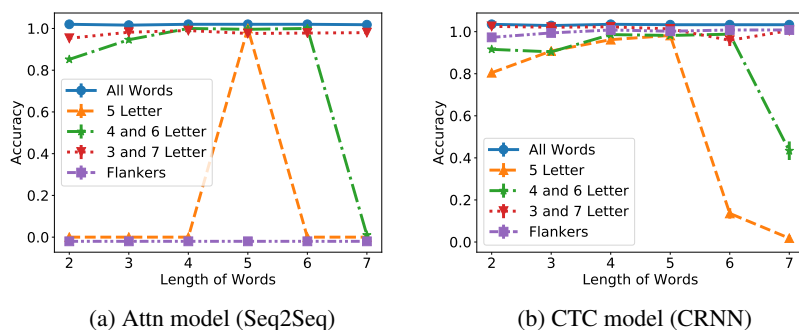 1.0
0.8
0.6
0.4
0.2
0.0
Accuracy
All Words
5 Letter
4 and 6 Letter
3 and 7 Letter
Flankers
2 3 4 5 6 7
Length of Words
(a) Attn model (Seq2Seq)
1.0
0.8
0.6
0.4
0.2
0.0
Accuracy
All Words
5 Letter
4 and 6 Letter
3 and 7 Letter
Flankers
2 3 4 5 6 7
Length of Words
(b) CTC model (CRNN)